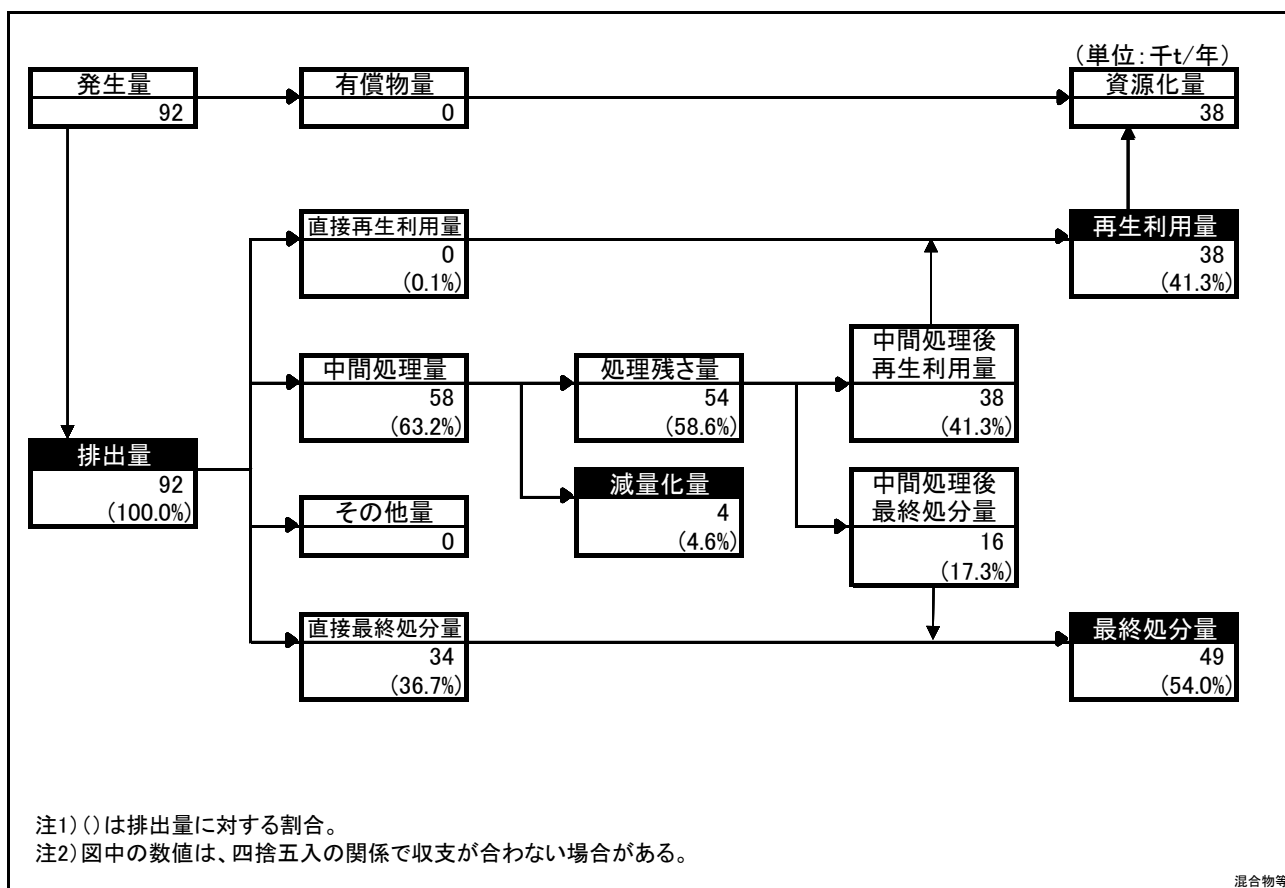 (単位:千t/年)
発生量
92
有償物量
0
資源化量
38
直接再生利用量
0
(0.1%)
再生利用量
38
(41.3%)
中間処理量
58
(63.2%)
処理残さ量
54
(58.6%)
中間処理後
再生利用量
38
(41.3%)
排出量
92
(100.0%)
減量化量
4
(4.6%)
中間処理後
最終処分量
16
(17.3%)
その他量
0
直接最終処分量
34
(36.7%)
最終処分量
49
(54.0%)
注1)()は排出量に対する割合。
注2)図中の数値は、四捨五入の関係で収支が合わない場合がある。
混合物等